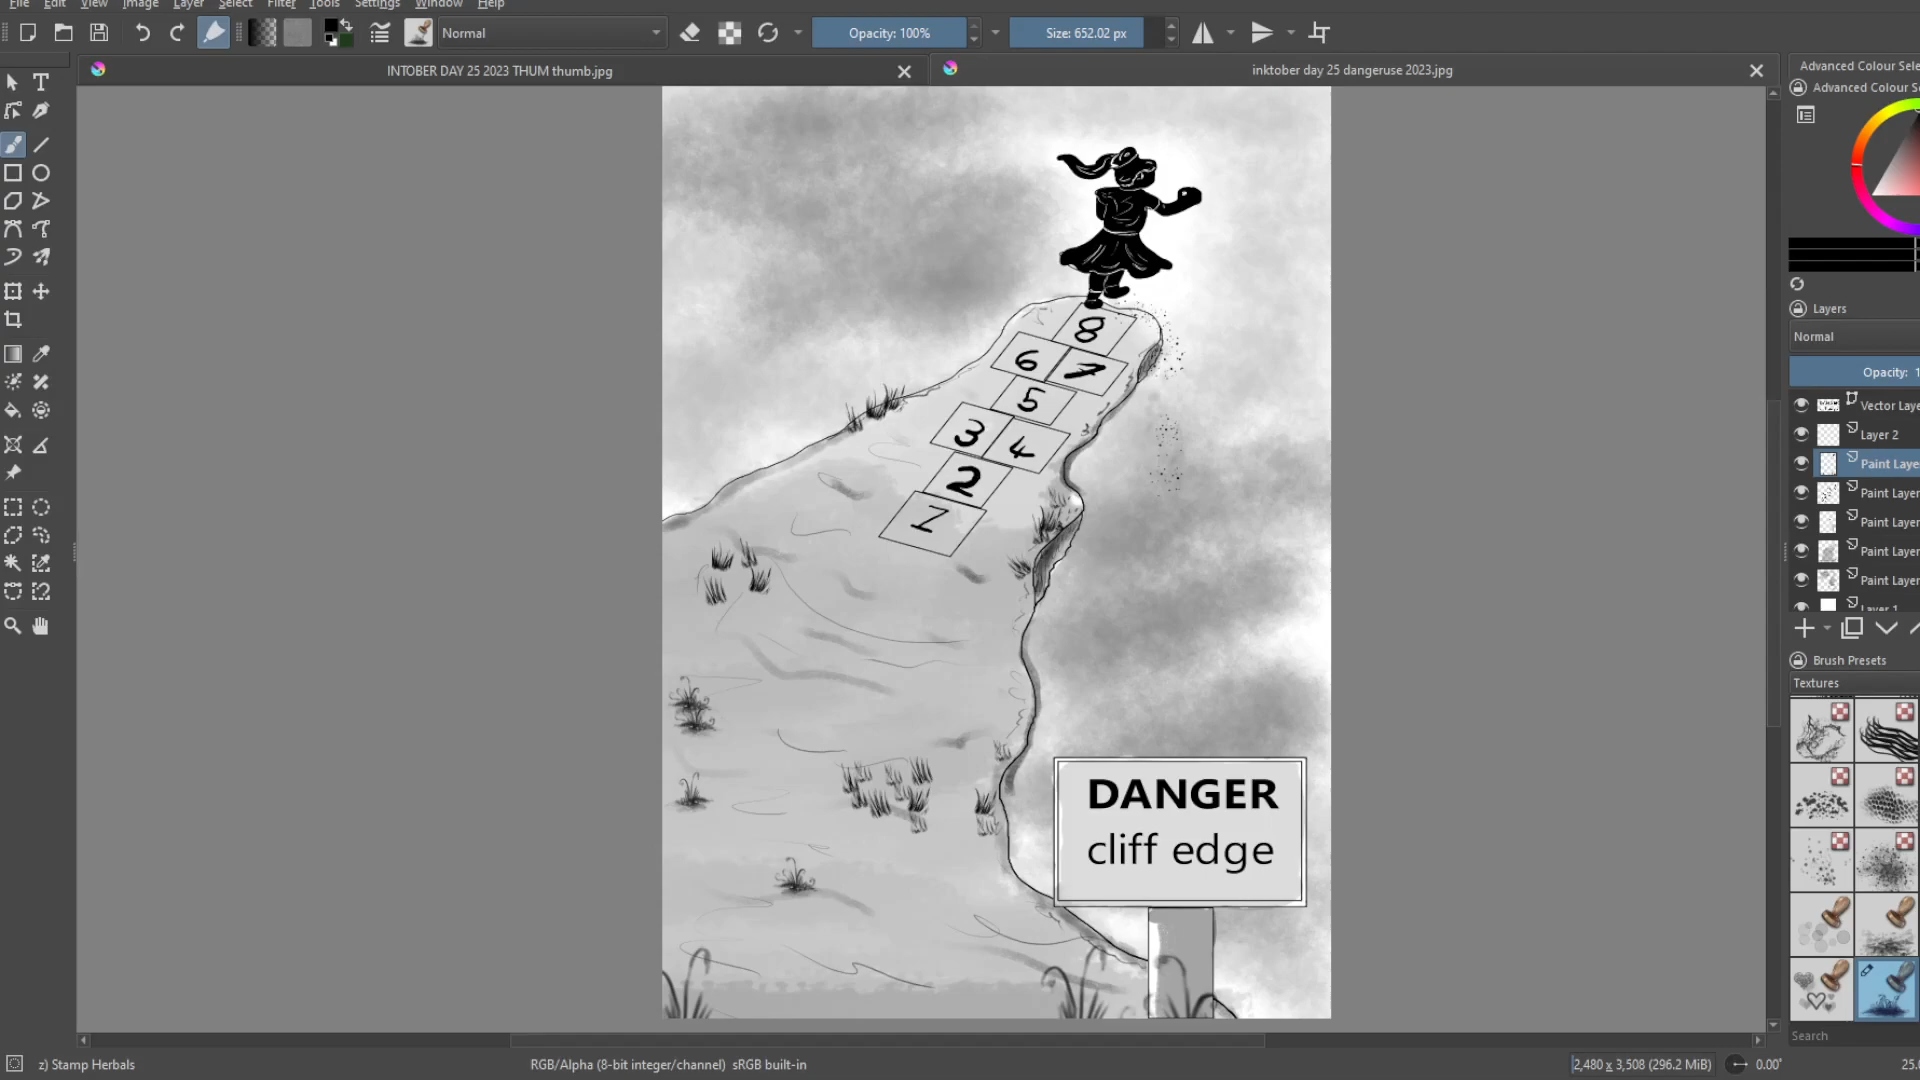 File Edit View Image Layer Select Filter Tools Settings Window Help
Normal
Opacity: 100%
Size: 652.02 px
INTOBER DAY 25 2023 THUM thumb.jpg
inktober day 25 dangeruse 2023.jpg
Advanced Colour Sele
Advanced Colour S
Layers
Normal
Opacity: 1
Vector Laye
Layer 2
Paint Laye
Paint Layer
Paint Layer
Paint Layer
Paint Layer
Layer 1
Brush Presets
Textures
Search
8
6 7
5
3 4
2
1
DANGER
cliff edge
z) Stamp Herbals
RGB/Alpha (8-bit integer/channel) sRGB built-in
2,480 x 3,508 (296.2 MiB)
0.00°
25.0